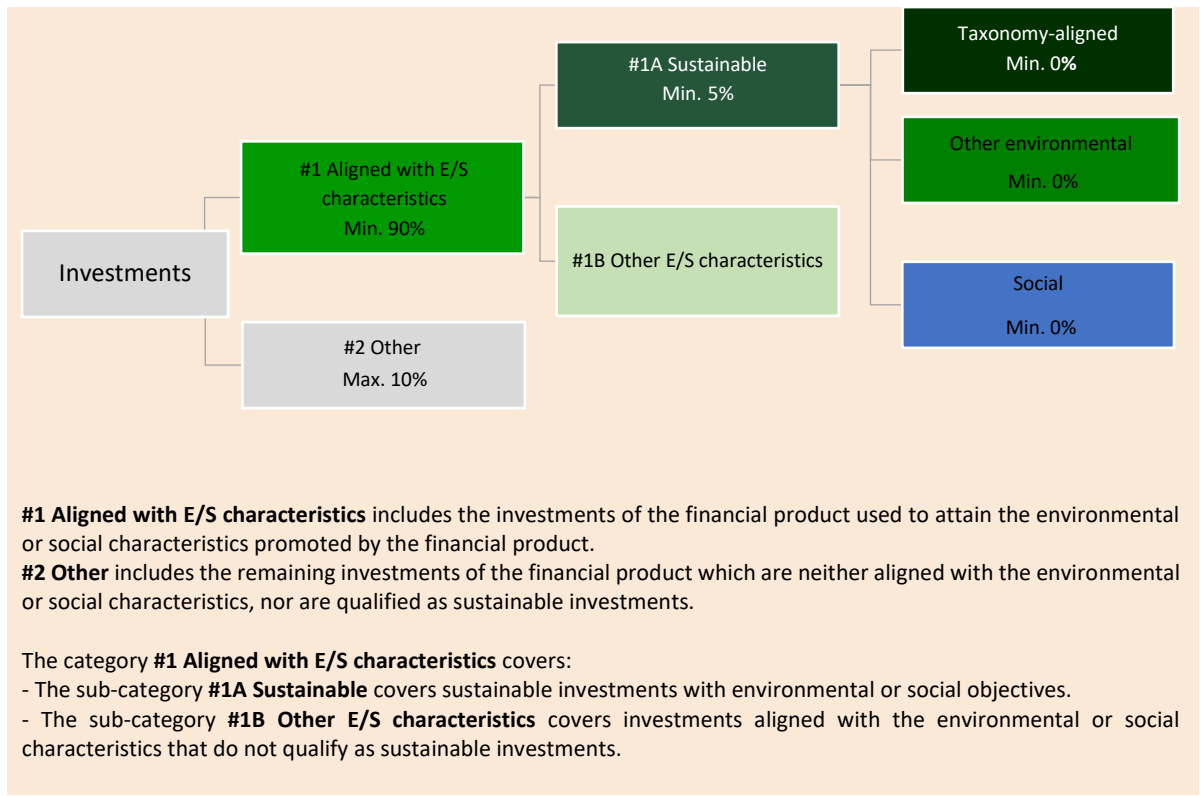 Investments
#1 Aligned with E/S
characteristics
Min. 90%
#2 Other
Max. 10%
#1A Sustainable
Min. 5%
#1B Other E/S characteristics
Taxonomy-aligned
Min. 0%
Other environmental
Min. 0%
Social
Min. 0%
#1 Aligned with E/S characteristics includes the investments of the financial product used to attain the environmental
or social characteristics promoted by the financial product.
#2 Other includes the remaining investments of the financial product which are neither aligned with the environmental
or social characteristics, nor are qualified as sustainable investments.
The category #1 Aligned with E/S characteristics covers:
- The sub-category #1A Sustainable covers sustainable investments with environmental or social objectives.
- The sub-category #1B Other E/S characteristics covers investments aligned with the environmental or social
characteristics that do not qualify as sustainable investments.